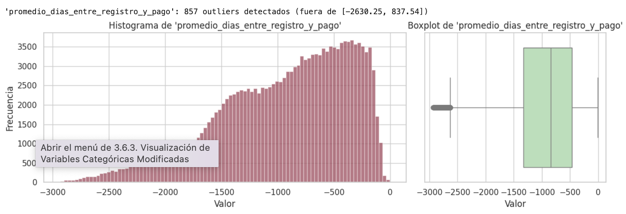 'promedio_dias_entre_registro_y_pago': 857 outliers detectados (fuera de [-2630.25, 837.54])
Histograma de 'promedio_dias_entre_registro_y_pago'
Boxplot de 'promedio_dias_entre_registro_y_pago'
3500
3000
2500
2000
1500
1000
500
0
Frecuencia
Abrir el menú de 3.6.3. Visualización de
Variables Categóricas Modificadas
−3000 −2500 −2000 −1500 −1000 −500 0
Valor
−3000 −2500 −2000 −1500 −1000 −500 0
Valor